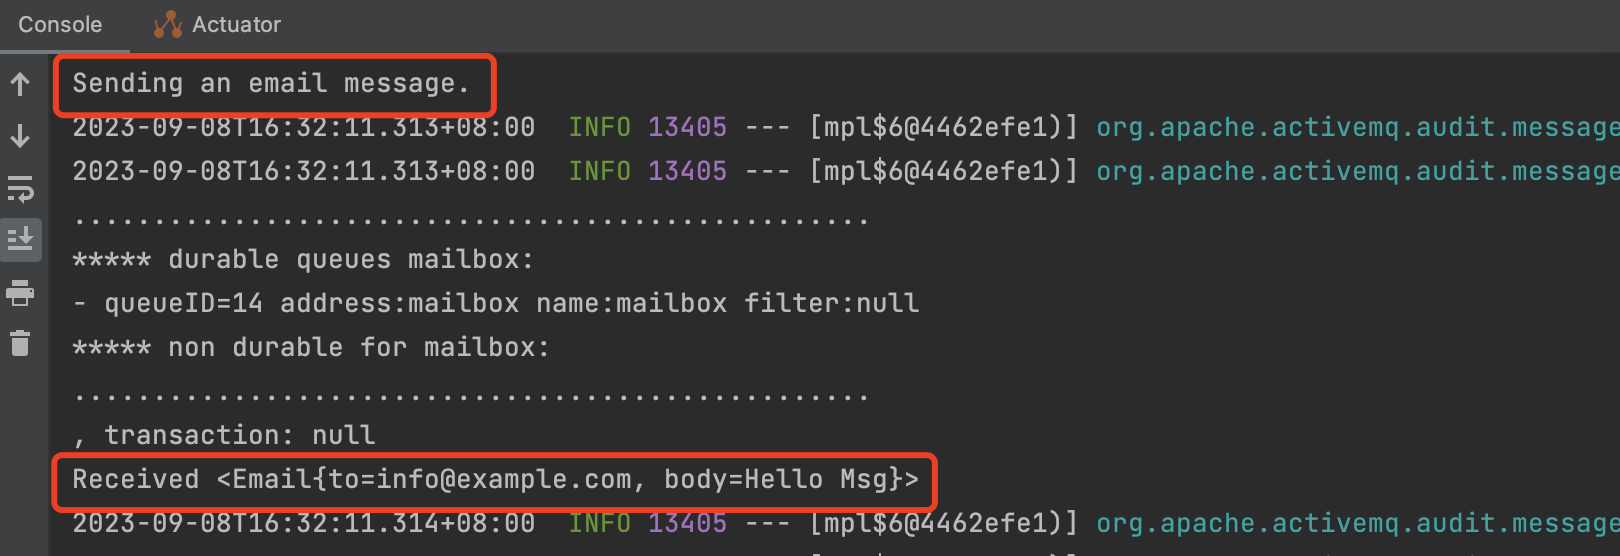 Console Actuator
Sending an email message.
2023-09-08T16:32:11.313+08:00  INFO 13405 --- [mpl$6@4462efe1)] org.apache.activemq.audit.message
2023-09-08T16:32:11.313+08:00  INFO 13405 --- [mpl$6@4462efe1)] org.apache.activemq.audit.message
..................................................
***** durable queues mailbox:
- queueID=14 address:mailbox name:mailbox filter:null
***** non durable for mailbox:
..................................................
, transaction: null
Received <Email{to=info@example.com, body=Hello Msg}>
2023-09-08T16:32:11.314+08:00  INFO 13405 --- [mpl$6@4462efe1)] org.apache.activemq.audit.message